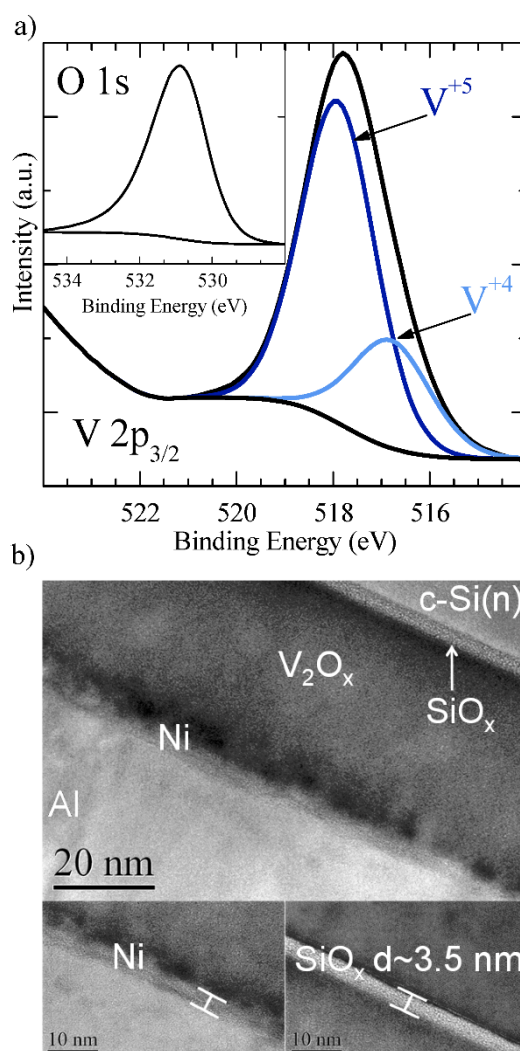 a)
O 1s
534 532 530
Binding Energy (eV)
V⁺⁵
V⁺⁴
Intensity (a.u.)
V 2p₃/₂
522 520 518 516
Binding Energy (eV)
b)
c-Si(n)
V₂Oₓ
SiOₓ
Ni
Al
20 nm
Ni
10 nm
SiOₓ d~3.5 nm
10 nm